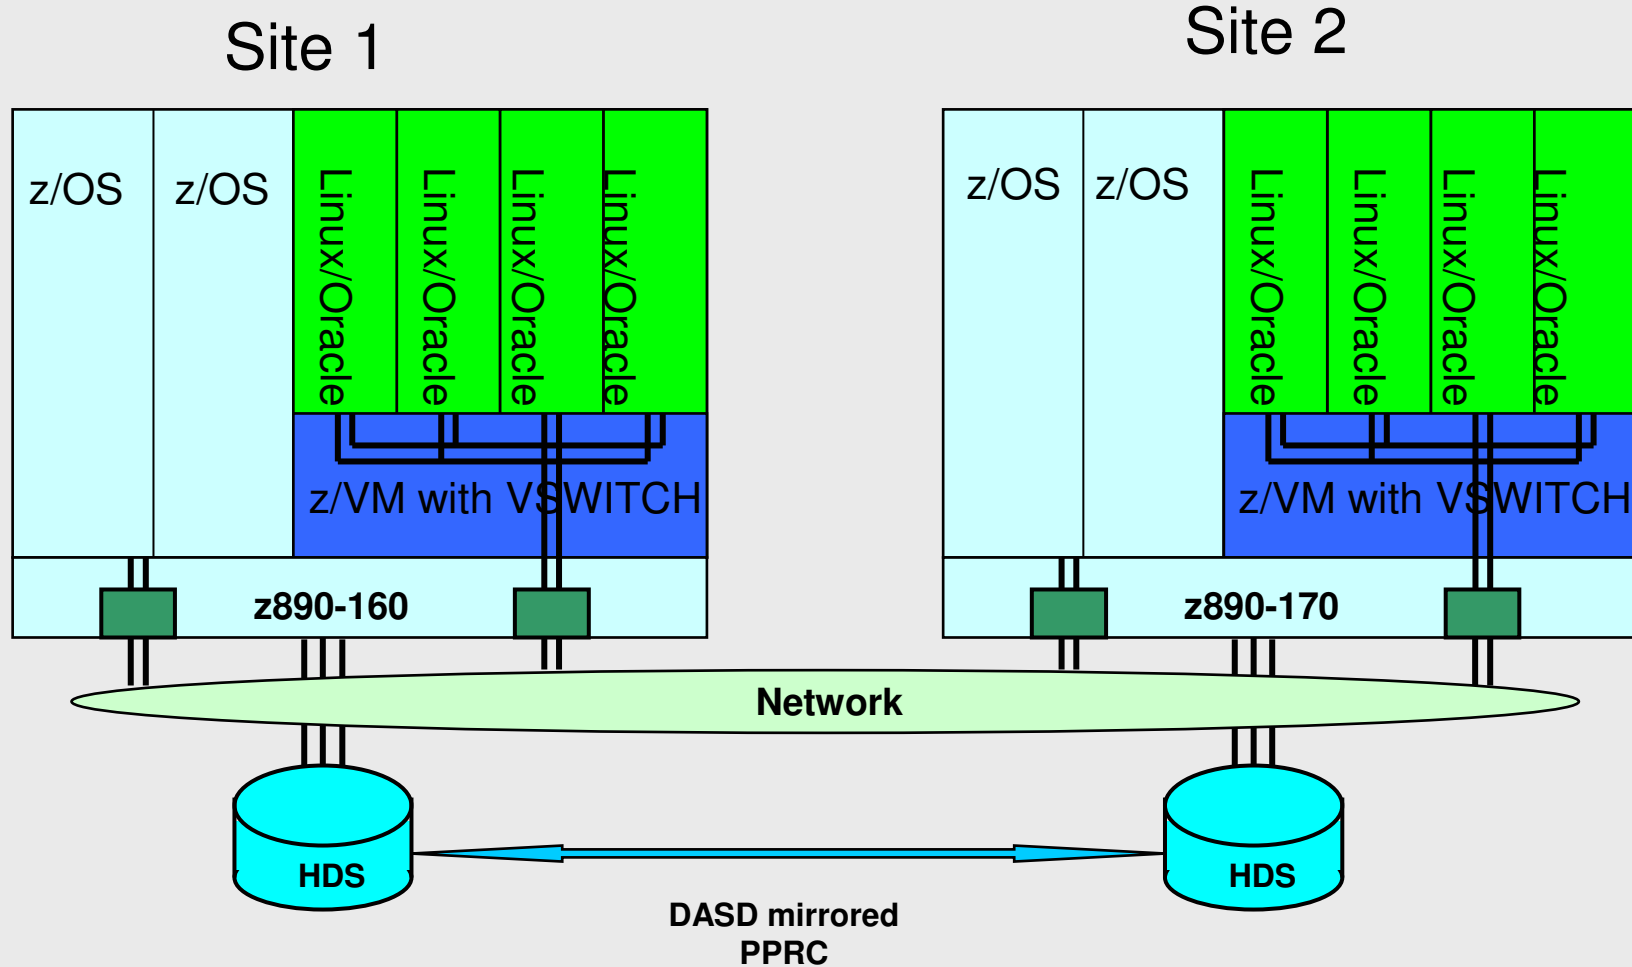 Site 1
Site 2
z/OS
z/OS
Linux/Oracle
Linux/Oracle
Linux/Oracle
Linux/Oracle
z/VM with VSWITCH
z890-160
z/OS
z/OS
Linux/Oracle
Linux/Oracle
Linux/Oracle
Linux/Oracle
z/VM with VSWITCH
z890-170
Network
HDS
HDS
DASD mirrored
PPRC